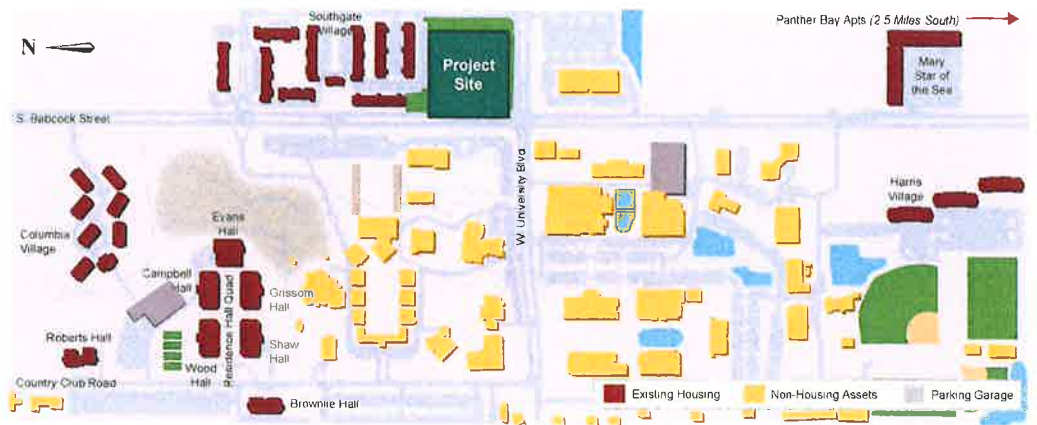 Southgate
Village
Panther Bay Apts (2.5 Miles South)
N
Project
Site
Mary
Star of
the Sea
S. Babcock Street
W. University Blvd
Harris
Village
Evans
Hall
Columbia
Village
Campbell
Hall
Grissom
Hall
Residence Hall Quad
Roberts Hall
Shaw
Hall
Wood
Hall
Country Club Road
Brownlie Hall
Existing Housing
Non-Housing Assets
Parking Garage